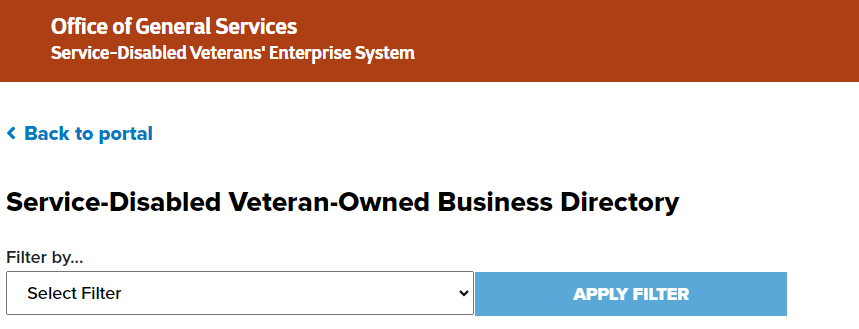 Office of General Services
Service-Disabled Veterans' Enterprise System
Back to portal
Service-Disabled Veteran-Owned Business Directory
Filter by...
Select Filter
APPLY FILTER